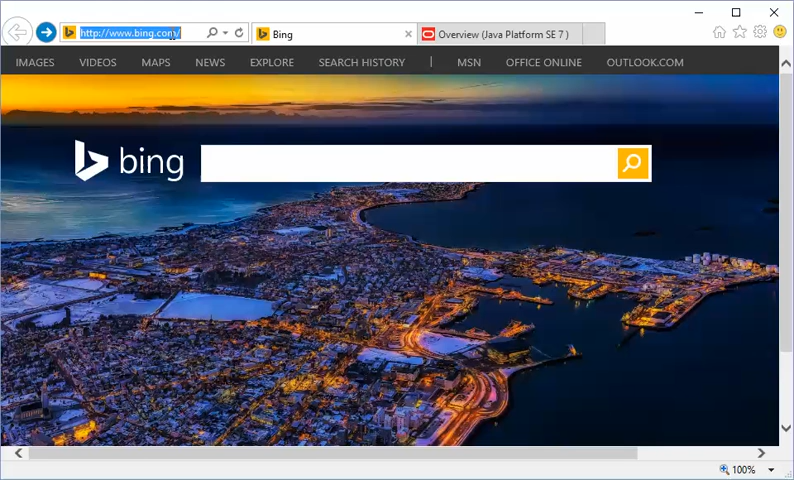 http://www.bing.com/
Bing
Overview (Java Platform SE 7 )
IMAGES VIDEOS MAPS NEWS EXPLORE SEARCH HISTORY | MSN OFFICE ONLINE OUTLOOK.COM
bing
100%